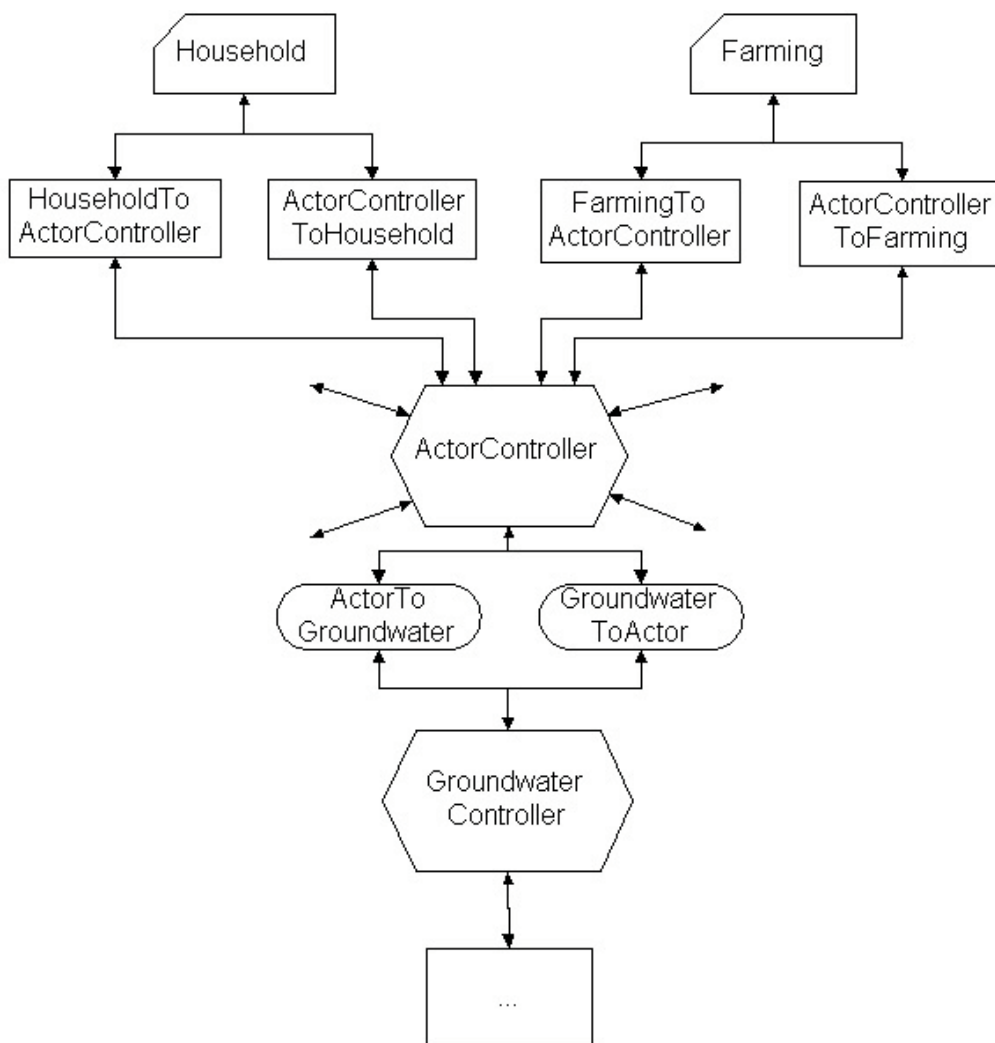 Household
Farming
HouseholdTo
ActorController
ActorController
ToHousehold
FarmingTo
ActorController
ActorController
ToFarming
ActorController
ActorTo
Groundwater
Groundwater
ToActor
Groundwater
Controller
...